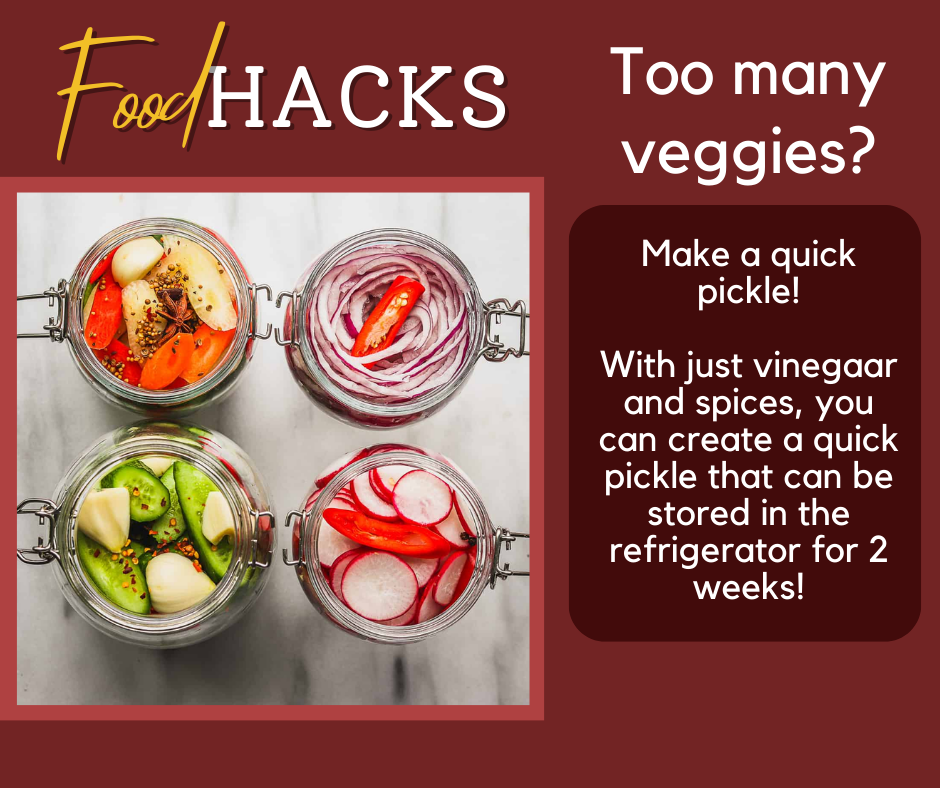 Food HACKS
Too many
veggies?
Make a quick
pickle!
With just vinegaar
and spices, you
can create a quick
pickle that can be
stored in the
refrigerator for 2
weeks!